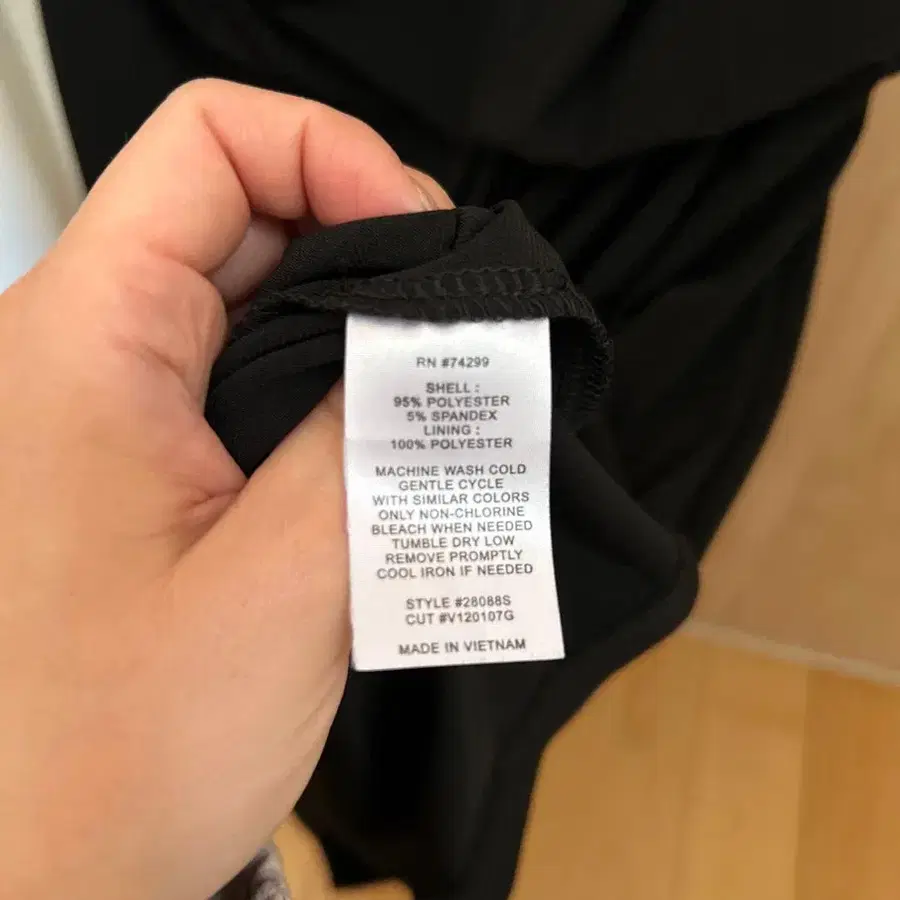 RN #74299
SHELL :
95% POLYESTER
5% SPANDEX
LINING :
100% POLYESTER
MACHINE WASH COLD
GENTLE CYCLE
WITH SIMILAR COLORS
ONLY NON-CHLORINE
BLEACH WHEN NEEDED
TUMBLE DRY LOW
REMOVE PROMPTLY
COOL IRON IF NEEDED
STYLE #28088S
CUT #V120107G
MADE IN VIETNAM